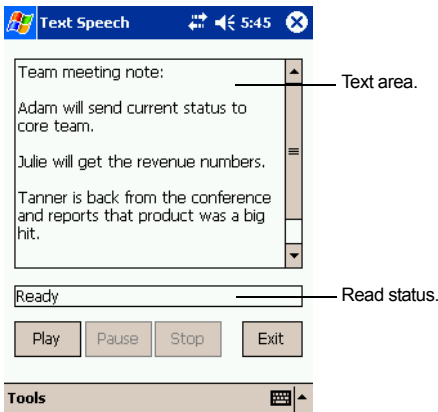 Text Speech 5:45
Team meeting note:
Text area.
Adam will send current status to
core team.
Julie will get the revenue numbers.
Tanner is back from the conference
and reports that product was a big
hit.
Ready
Read status.
Play Pause Stop Exit
Tools